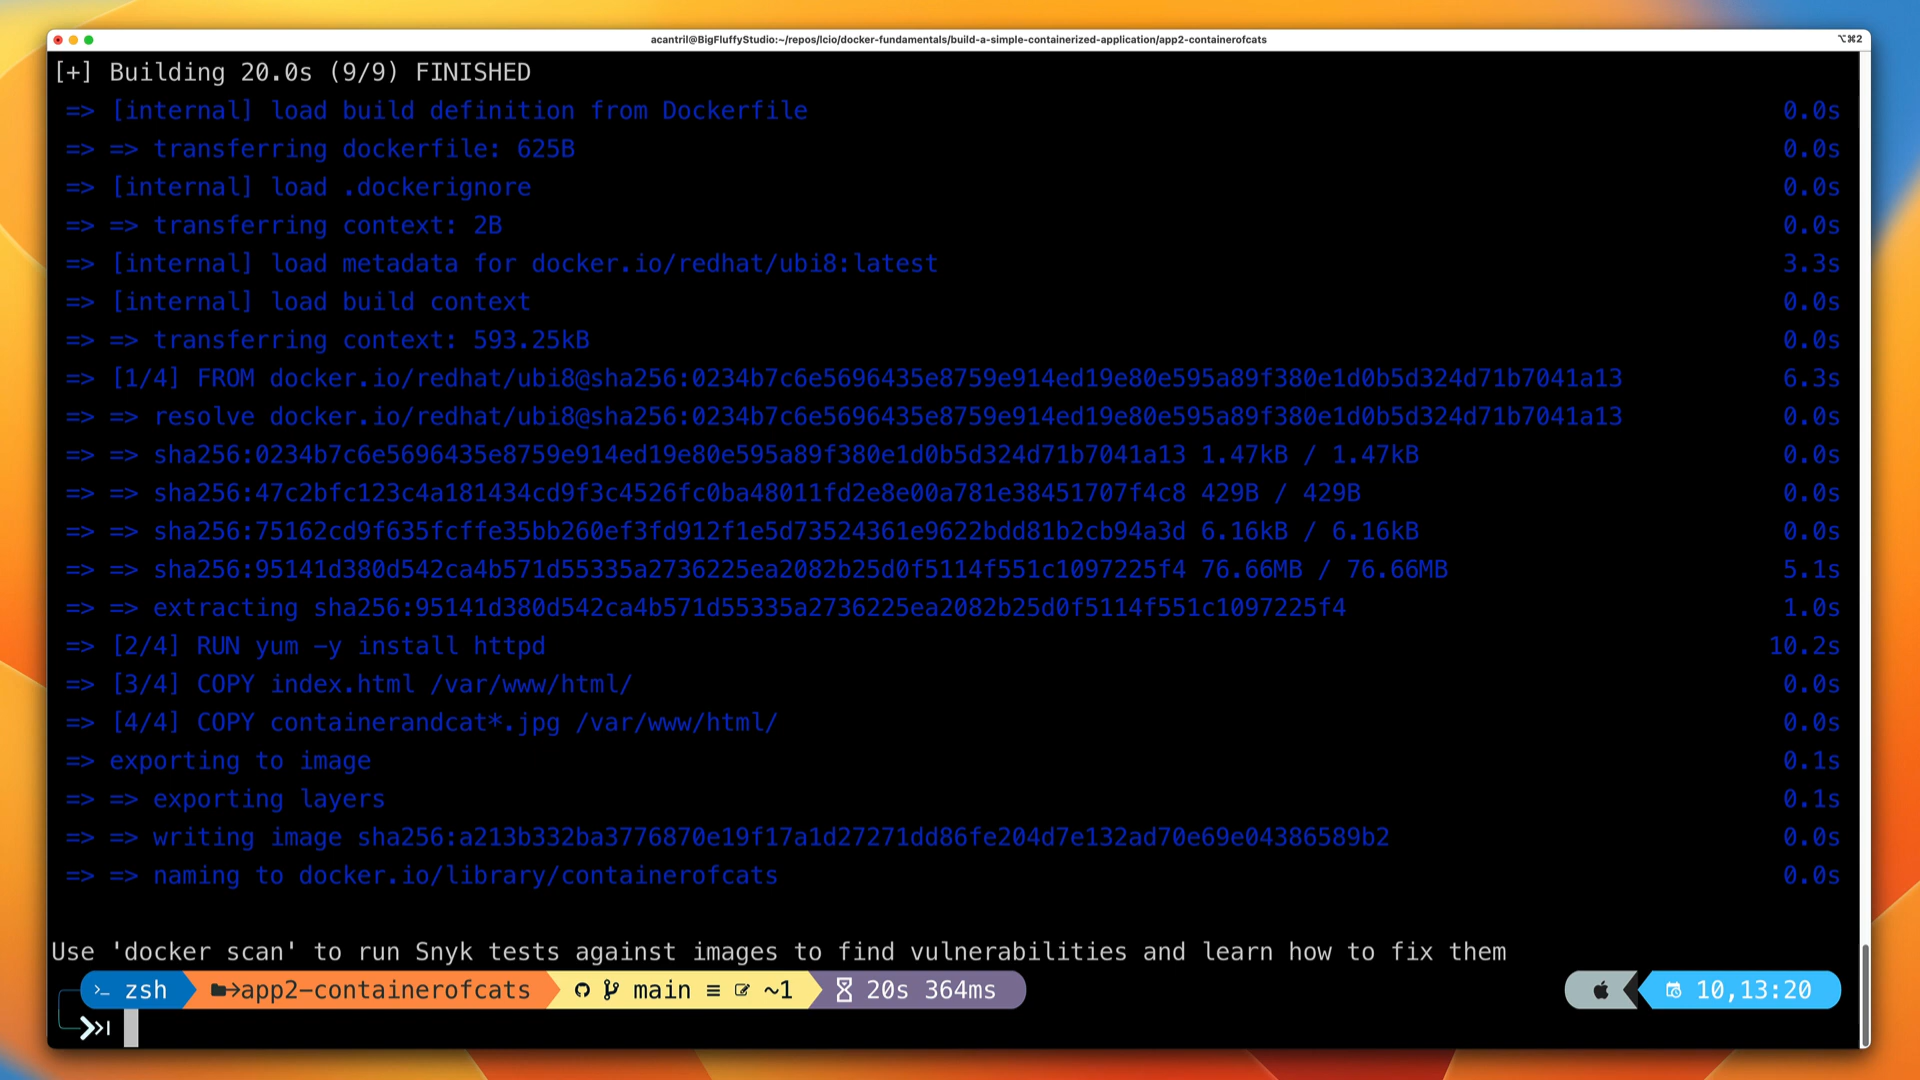 acantril@BigFluffyStudio:~/repos/lcio/docker-fundamentals/build-a-simple-containerized-application/app2-containerofcats ⌥⌘2
[+] Building 20.0s (9/9) FINISHED
=> [internal] load build definition from Dockerfile 0.0s
=> => transferring dockerfile: 625B 0.0s
=> [internal] load .dockerignore 0.0s
=> => transferring context: 2B 0.0s
=> [internal] load metadata for docker.io/redhat/ubi8:latest 3.3s
=> [internal] load build context 0.0s
=> => transferring context: 593.25kB 0.0s
=> [1/4] FROM docker.io/redhat/ubi8@sha256:0234b7c6e5696435e8759e914ed19e80e595a89f380e1d0b5d324d71b7041a13 6.3s
=> => resolve docker.io/redhat/ubi8@sha256:0234b7c6e5696435e8759e914ed19e80e595a89f380e1d0b5d324d71b7041a13 0.0s
=> => sha256:0234b7c6e5696435e8759e914ed19e80e595a89f380e1d0b5d324d71b7041a13 1.47kB / 1.47kB 0.0s
=> => sha256:47c2bfc123c4a181434cd9f3c4526fc0ba48011fd2e8e00a781e38451707f4c8 429B / 429B 0.0s
=> => sha256:75162cd9f635fcffe35bb260ef3fd912f1e5d73524361e9622bdd81b2cb94a3d 6.16kB / 6.16kB 0.0s
=> => sha256:95141d380d542ca4b571d55335a2736225ea2082b25d0f5114f551c1097225f4 76.66MB / 76.66MB 5.1s
=> => extracting sha256:95141d380d542ca4b571d55335a2736225ea2082b25d0f5114f551c1097225f4 1.0s
=> [2/4] RUN yum -y install httpd 10.2s
=> [3/4] COPY index.html /var/www/html/ 0.0s
=> [4/4] COPY containerandcat*.jpg /var/www/html/ 0.0s
=> exporting to image 0.1s
=> => exporting layers 0.1s
=> => writing image sha256:a213b332ba3776870e19f17a1d27271dd86fe204d7e132ad70e69e04386589b2 0.0s
=> => naming to docker.io/library/containerofcats 0.0s
Use 'docker scan' to run Snyk tests against images to find vulnerabilities and learn how to fix them
zsh app2-containerofcats main ≡ ~1 20s 364ms 10,13:20